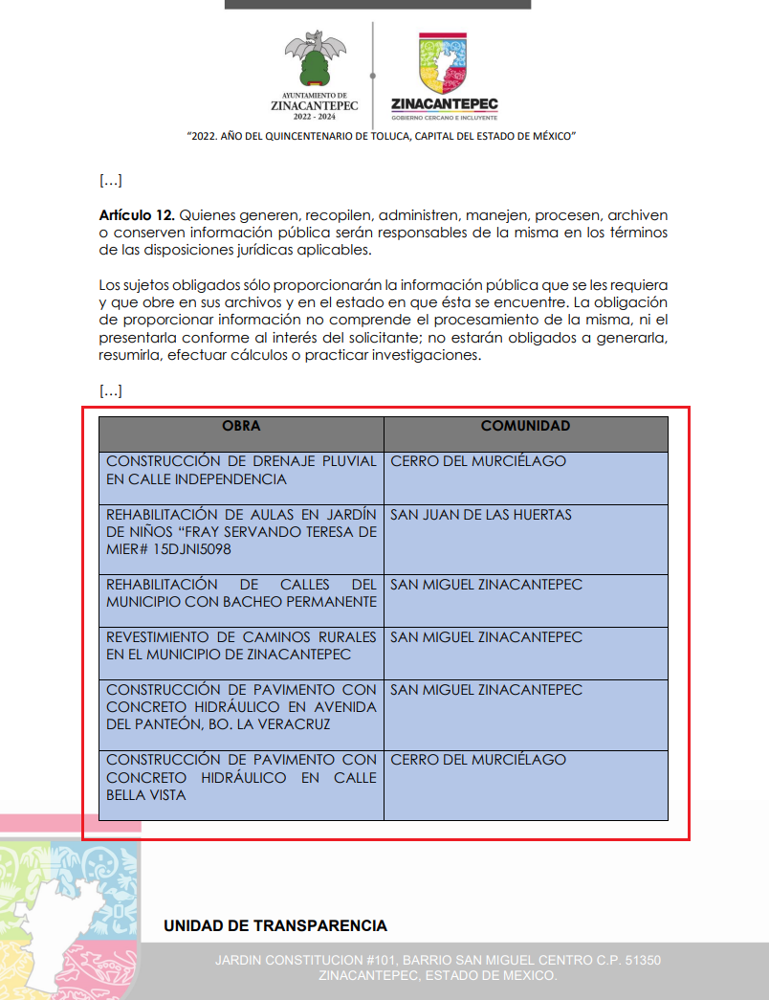 AYUNTAMIENTO DE
ZINACANTEPEC
2022 - 2024
ZINACANTEPEC
GOBIERNO CERCANO E INCLUYENTE
“2022. AÑO DEL QUINCENTENARIO DE TOLUCA, CAPITAL DEL ESTADO DE MÉXICO”
[…]
Artículo 12. Quienes generen, recopilen, administren, manejen, procesen, archiven
o conserven información pública serán responsables de la misma en los términos
de las disposiciones jurídicas aplicables.
Los sujetos obligados sólo proporcionarán la información pública que se les requiera
y que obre en sus archivos y en el estado en que ésta se encuentre. La obligación
de proporcionar información no comprende el procesamiento de la misma, ni el
presentarla conforme al interés del solicitante; no estarán obligados a generarla,
resumirla, efectuar cálculos o practicar investigaciones.
[…]
OBRA COMUNIDAD
CONSTRUCCIÓN DE DRENAJE PLUVIAL CERRO DEL MURCIÉLAGO
EN CALLE INDEPENDENCIA
REHABILITACIÓN DE AULAS EN JARDÍN SAN JUAN DE LAS HUERTAS
DE NIÑOS “FRAY SERVANDO TERESA DE
MIER# 15DJNI5098
REHABILITACIÓN DE CALLES DEL SAN MIGUEL ZINACANTEPEC
MUNICIPIO CON BACHEO PERMANENTE
REVESTIMIENTO DE CAMINOS RURALES SAN MIGUEL ZINACANTEPEC
EN EL MUNICIPIO DE ZINACANTEPEC
CONSTRUCCIÓN DE PAVIMENTO CON SAN MIGUEL ZINACANTEPEC
CONCRETO HIDRÁULICO EN AVENIDA
DEL PANTEÓN, BO. LA VERACRUZ
CONSTRUCCIÓN DE PAVIMENTO CON CERRO DEL MURCIÉLAGO
CONCRETO HIDRÁULICO EN CALLE
BELLA VISTA
UNIDAD DE TRANSPARENCIA
JARDIN CONSTITUCION #101, BARRIO SAN MIGUEL CENTRO C.P. 51350
ZINACANTEPEC, ESTADO DE MEXICO.